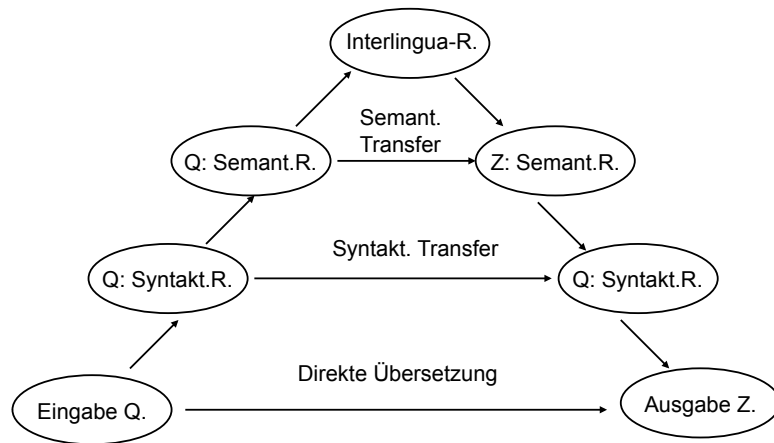 Interlingua-R.
Semant.
Transfer
Q: Semant.R.
Z: Semant.R.
Syntakt. Transfer
Q: Syntakt.R.
Q: Syntakt.R.
Direkte Übersetzung
Eingabe Q.
Ausgabe Z.